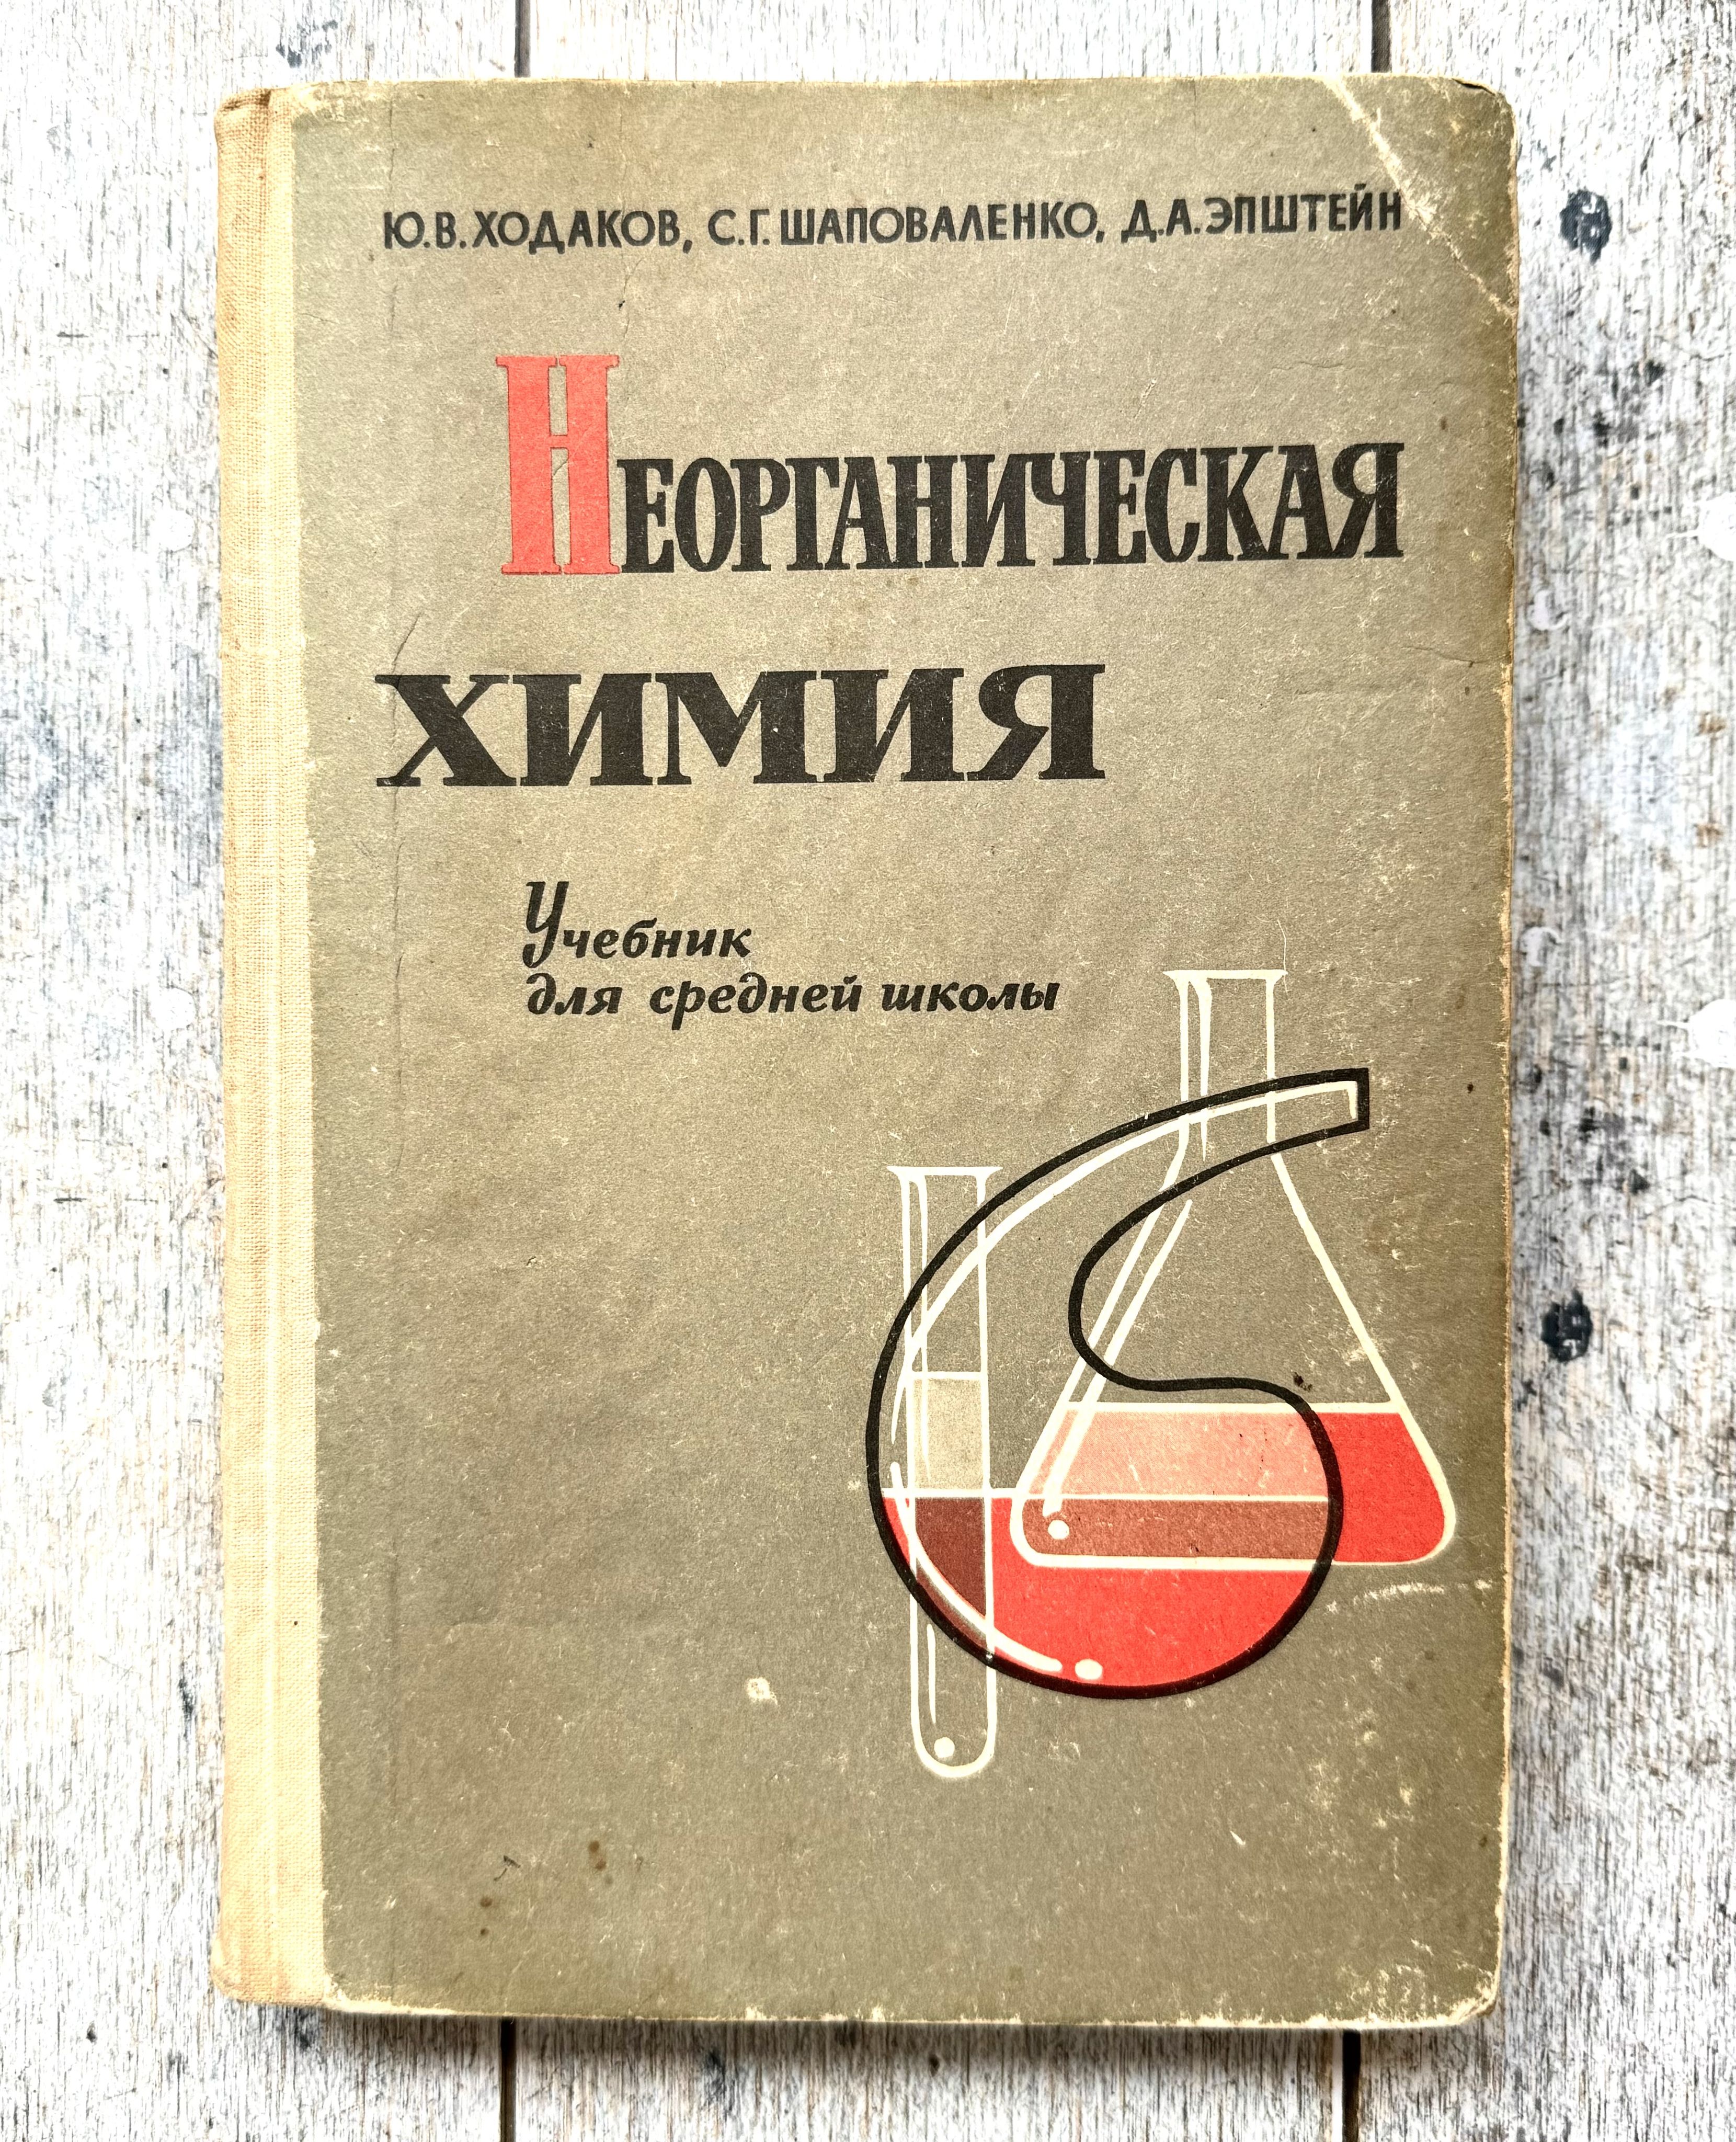 Ю.В.ХОДАКОВ, С.Г.ШАПОВАЛЕНКО, Д.А.ЭПШТЕЙН
НЕОРГАНИЧЕСКАЯ
ХИМИЯ
Учебник
для средней школы